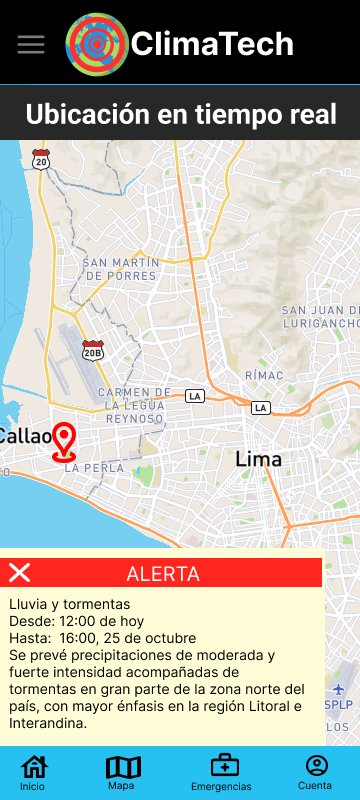 ClimaTech
Ubicación en tiempo real
20
SAN MARTÍN
DE PORRES
SAN JUAN D
LURIGANCHO
20B
RÍMAC
CARMEN DE
LA LEGUA
REYNOSO
LA
LA
Callao
Lima
LA PERLA
O
ALERTA
Lluvia y tormentas
Desde: 12:00 de hoy
Hasta:  16:00, 25 de octubre
Se prevé precipitaciones de moderada y
fuerte intensidad acompañadas de
tormentas en gran parte de la zona norte del
país, con mayor énfasis en la región Litoral e
Interandina.
SPLP
LOS
Inicio
Mapa
Emergencias
Cuenta